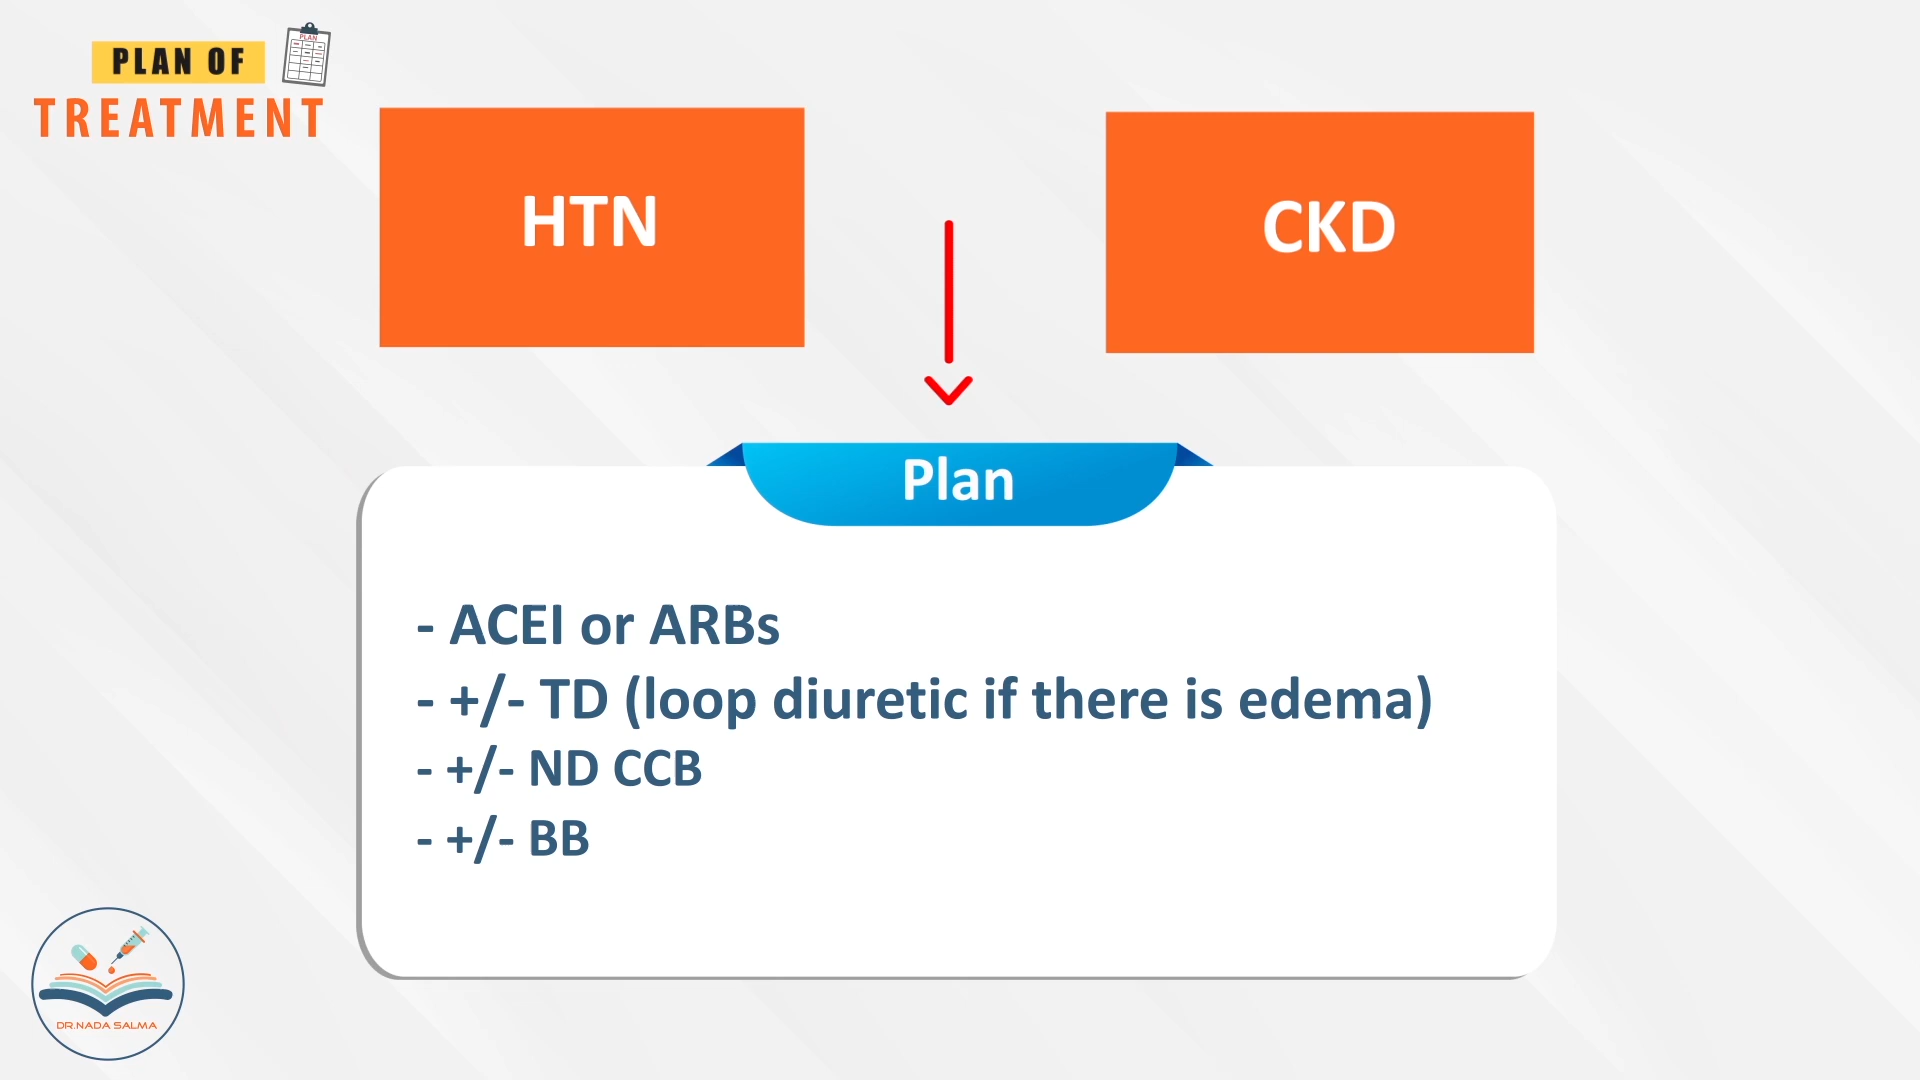 PLAN OF
PLAN
TREATMENT
HTN
CKD
Plan
- ACEI or ARBs
- +/- TD (loop diuretic if there is edema)
- +/- ND CCB
- +/- BB
DR.NADA SALMA